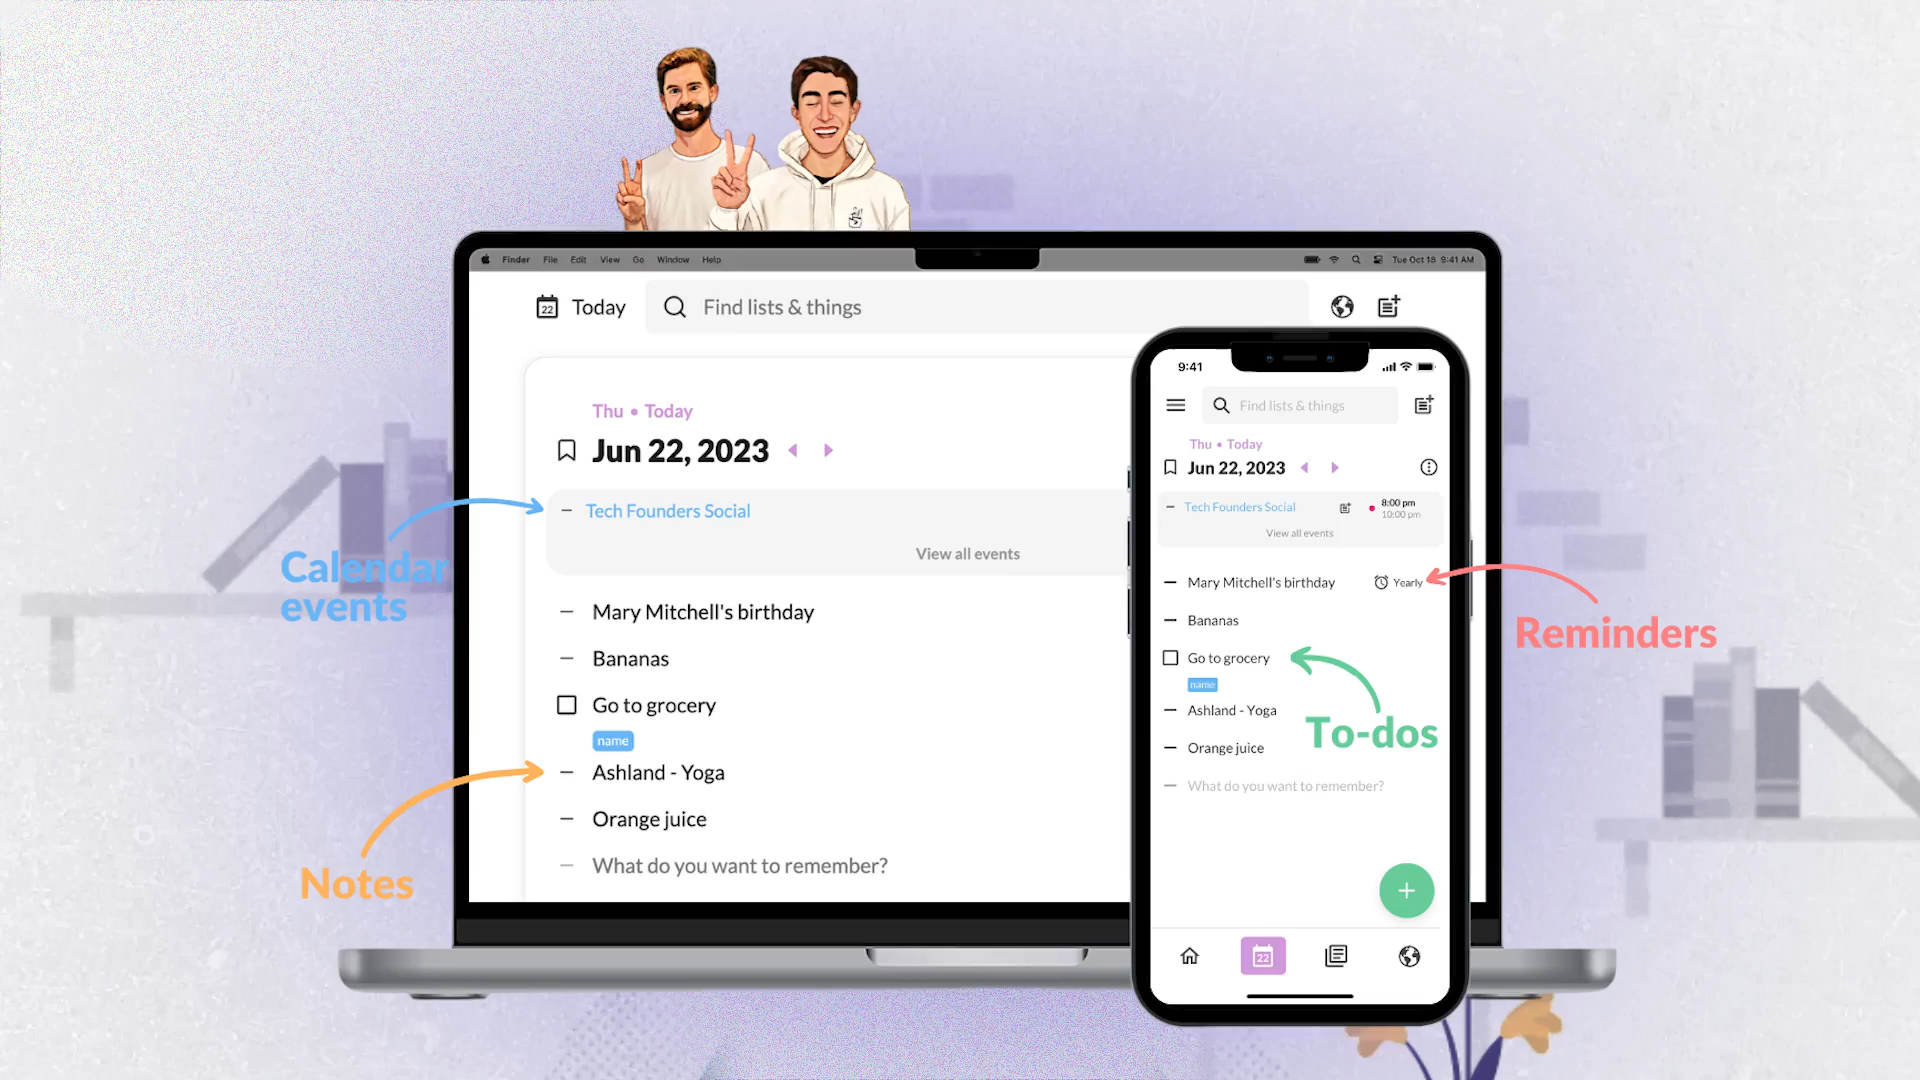 Finder File Edit View Go Window Help
Tue Oct 18 9:41 AM
22 Today
Find lists & things
Thu • Today
Jun 22, 2023
– Tech Founders Social
View all events
– Mary Mitchell's birthday
– Bananas
Go to grocery
name
– Ashland - Yoga
– Orange juice
– What do you want to remember?
Calendar
events
Notes
9:41
Find lists & things
Thu • Today
Jun 22, 2023
– Tech Founders Social
8:00 pm
10:00 pm
View all events
– Mary Mitchell's birthday
Yearly
– Bananas
Go to grocery
name
– Ashland - Yoga
– Orange juice
– What do you want to remember?
+
22
Reminders
To-dos